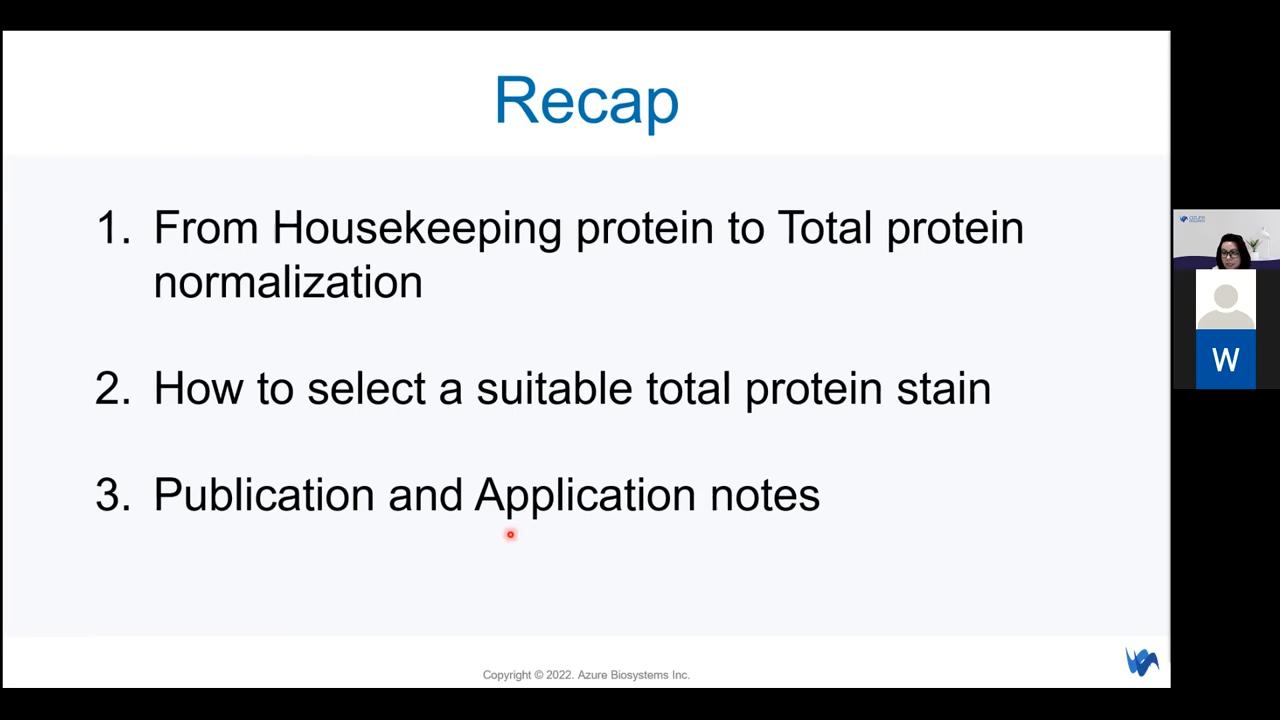 Recap
1. From Housekeeping protein to Total protein
normalization
2. How to select a suitable total protein stain
3. Publication and Application notes
Copyright © 2022. Azure Biosystems Inc.
AZURE
W